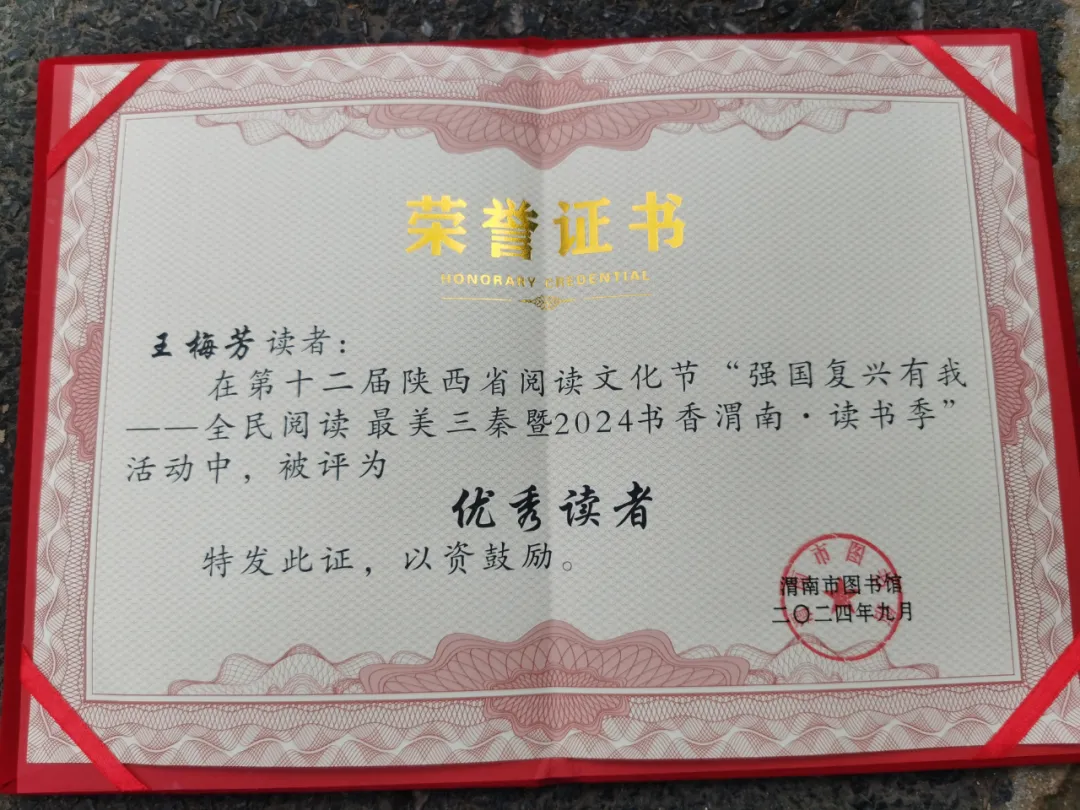 荣誉证书
HONORARY CREDENTIAL
王梅芳读者：
在第十二届陕西省阅读文化节“强国复兴有我
——全民阅读 最美三秦暨2024书香渭南·读书季”
活动中，被评为
优秀读者
特发此证，以资鼓励。
渭南市图书馆
二〇二四年九月